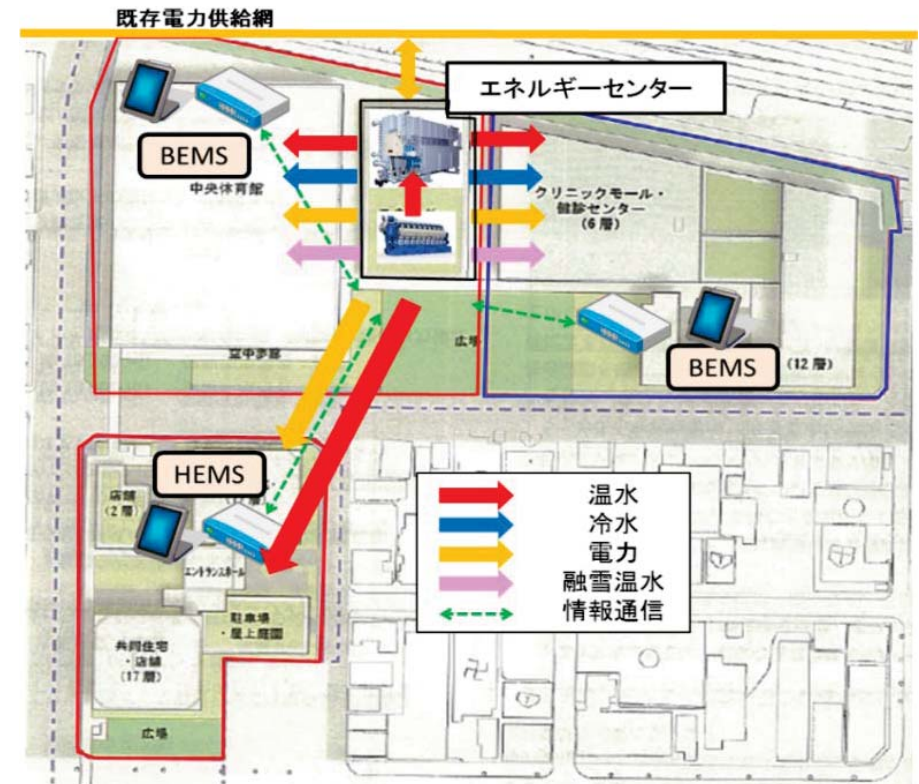 既存電力供給網
エネルギーセンター
BEMS
中央体育館
クリニックモール・
健診センター
(6層)
広場
空中歩廊
BEMS
(12層)
HEMS
店舗
(2層)
エントランスホール
駐車場
・屋上庭園
共同住宅
・店舗
(17層)
広場
温水
冷水
電力
融雪温水
情報通信
卍